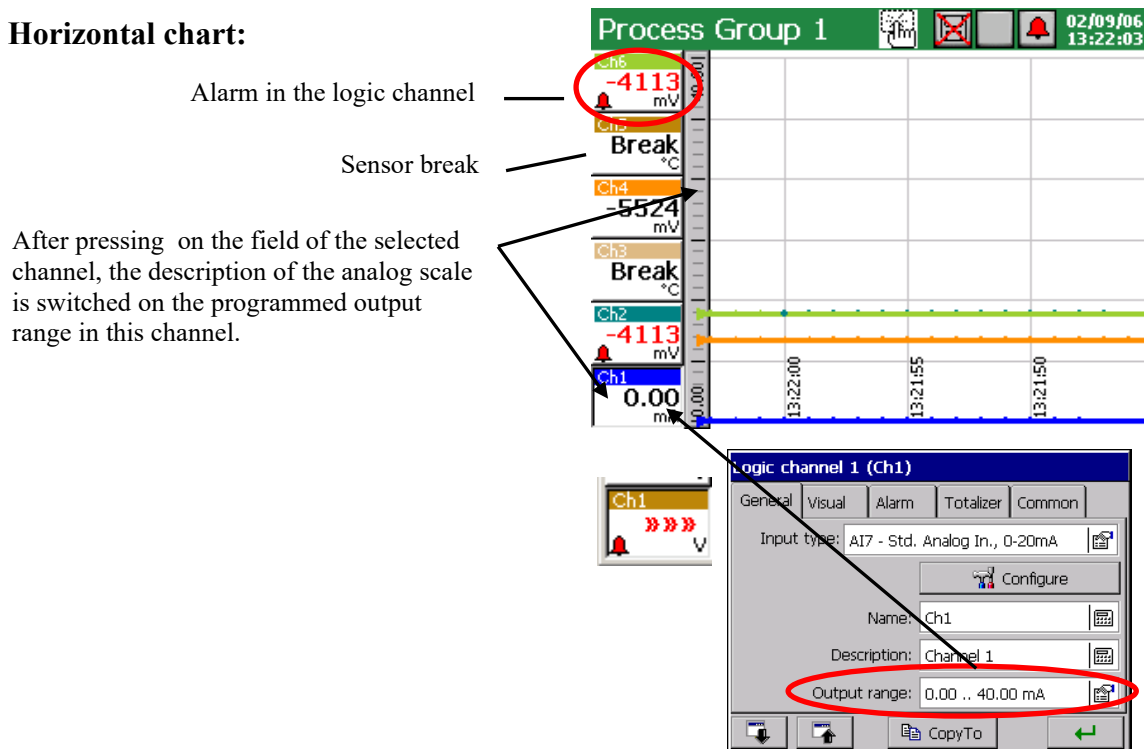 Horizontal chart:
Alarm in the logic channel
Sensor break
After pressing on the field of the selected
channel, the description of the analog scale
is switched on the programmed output
range in this channel.
Process Group 1
02/09/06
13:22:03
Ch6
-4113
mV
Ch5
Break
°C
Ch4
-5524
mV
Ch3
Break
°C
Ch2
-4113
mV
Ch1
0.00
0.00
13:22:00
13:21:55
13:21:50
Ch1
»»»
V
Logic channel 1 (Ch1)
General Visual Alarm Totalizer Common
Input type: AI7 - Std. Analog In., 0-20mA
Configure
Name: Ch1
Description: Channel 1
Output range: 0.00 .. 40.00 mA
CopyTo